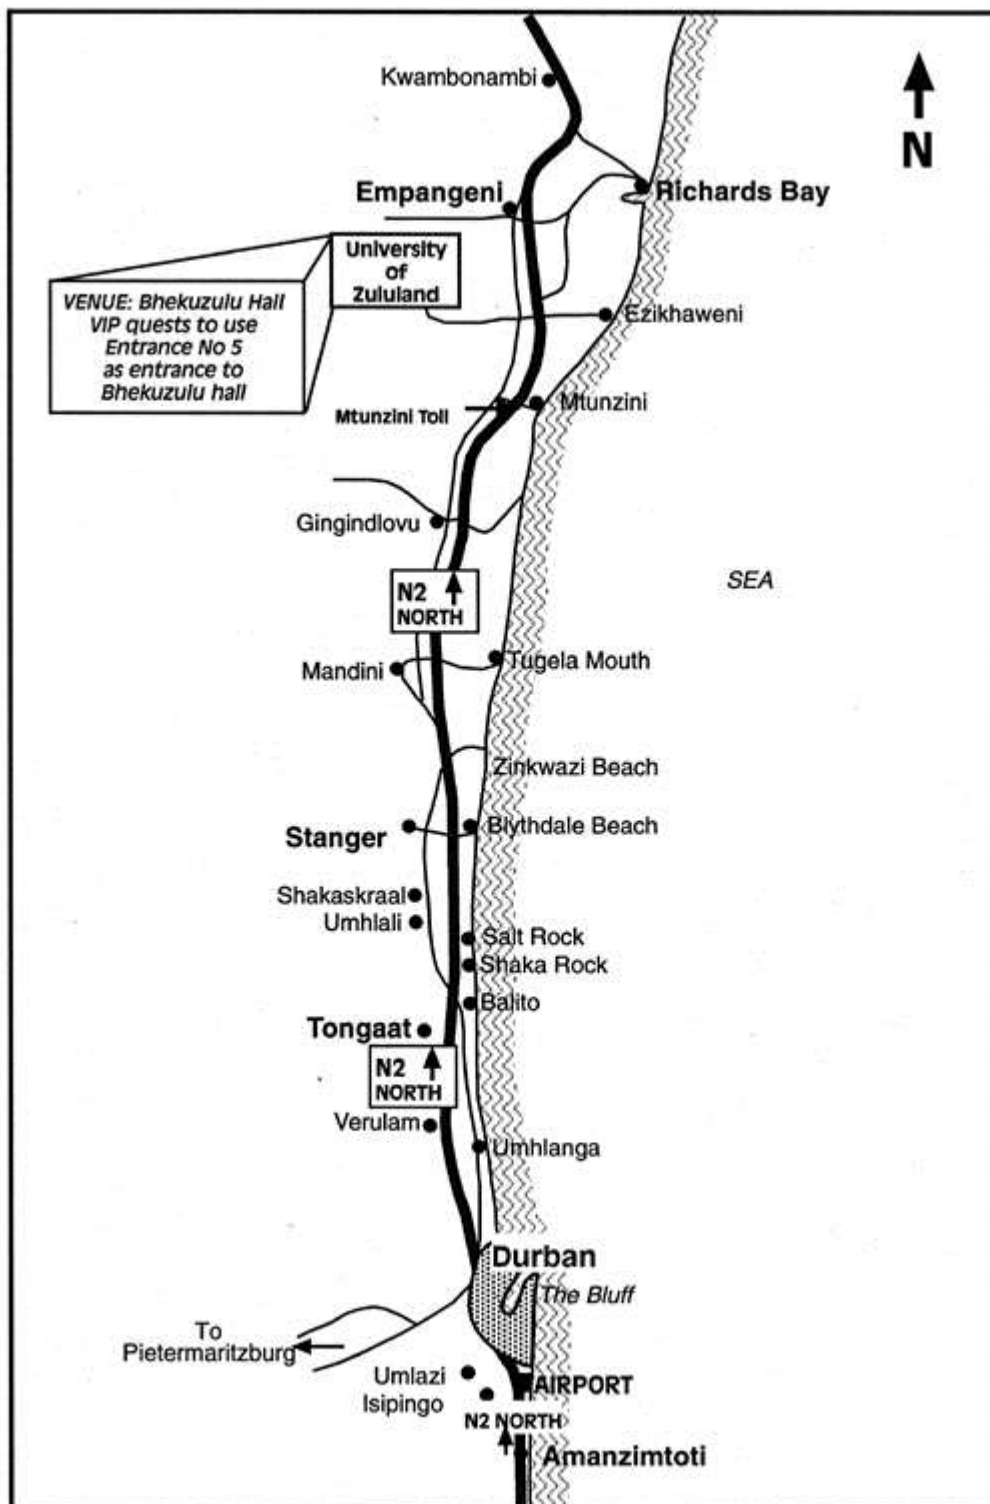 Kwambonambi
N
Empangeni
Richards Bay
University
of
Zululand
VENUE: Bhekuzulu Hall
VIP quests to use
Entrance No 5
as entrance to
Bhekuzulu hall
Ezikhaweni
Mtunzini Toll
Mtunzini
Gingindlovu
SEA
N2
NORTH
Mandini
Tugela Mouth
Zinkwazi Beach
Stanger
Blythdale Beach
Shakaskraal
Umhlali
Salt Rock
Shaka Rock
Balito
Tongaat
N2
NORTH
Verulam
Umhlanga
Durban
The Bluff
To
Pietermaritzburg
Umlazi
Isipingo
AIRPORT
N2 NORTH
Amanzimtoti